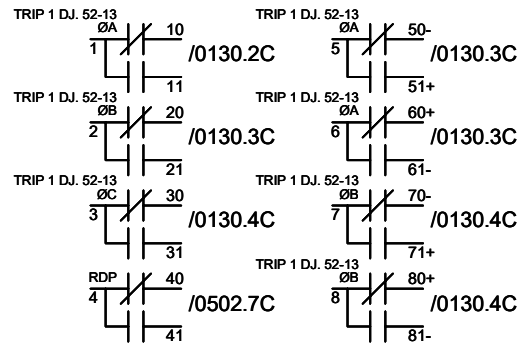 TRIP 1 DJ. 52-13
ØA
1
10
11
/0130.2C
TRIP 1 DJ. 52-13
ØB
2
20
21
/0130.3C
TRIP 1 DJ. 52-13
ØC
3
30
31
/0130.4C
RDP
4
40
41
/0502.7C
TRIP 1 DJ. 52-13
ØA
5
50-
51+
/0130.3C
TRIP 1 DJ. 52-13
ØA
6
60+
61-
/0130.3C
TRIP 1 DJ. 52-13
ØB
7
70-
71+
/0130.4C
TRIP 1 DJ. 52-13
ØB
8
80+
81-
/0130.4C